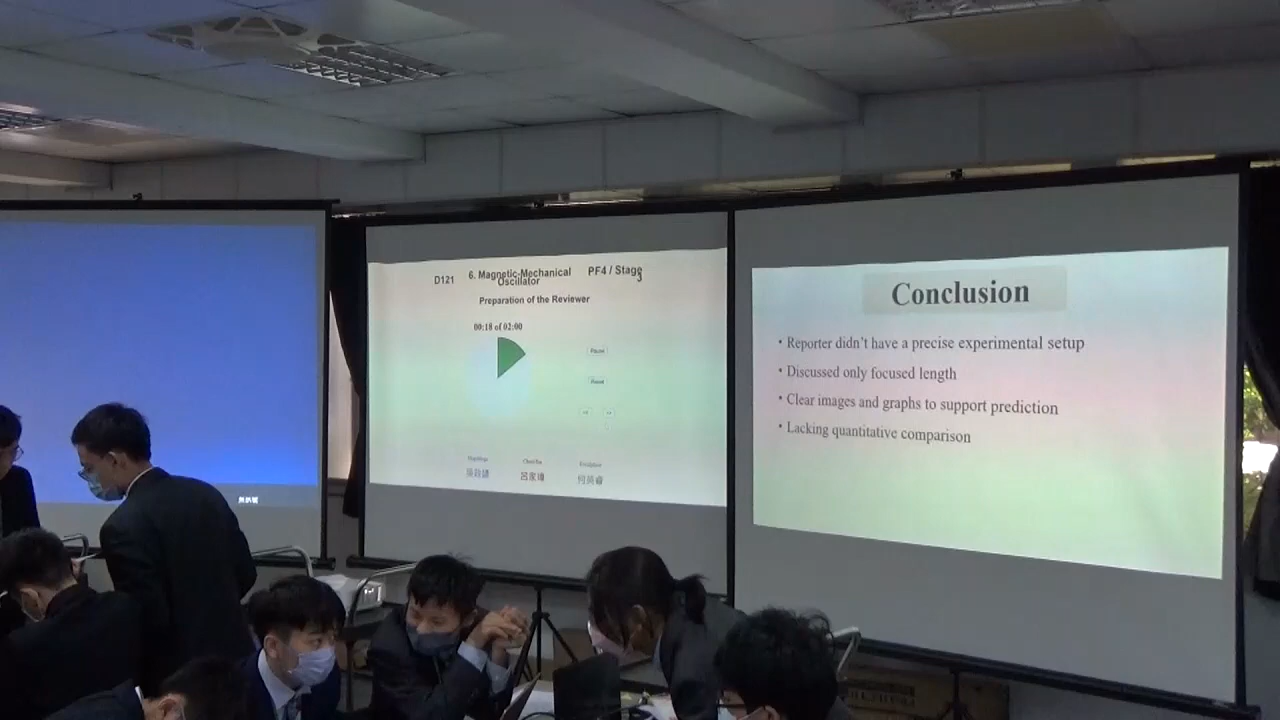 D121
6. Magnetic-Mechanical
Oscillator
PF4 / Stage
3
Preparation of the Reviewer
00:18 of 02:00
Pause
Reset
Conclusion
• Reporter didn't have a precise experimental setup
• Discussed only focused length
• Clear images and graphs to support prediction
• Lacking quantitative comparison